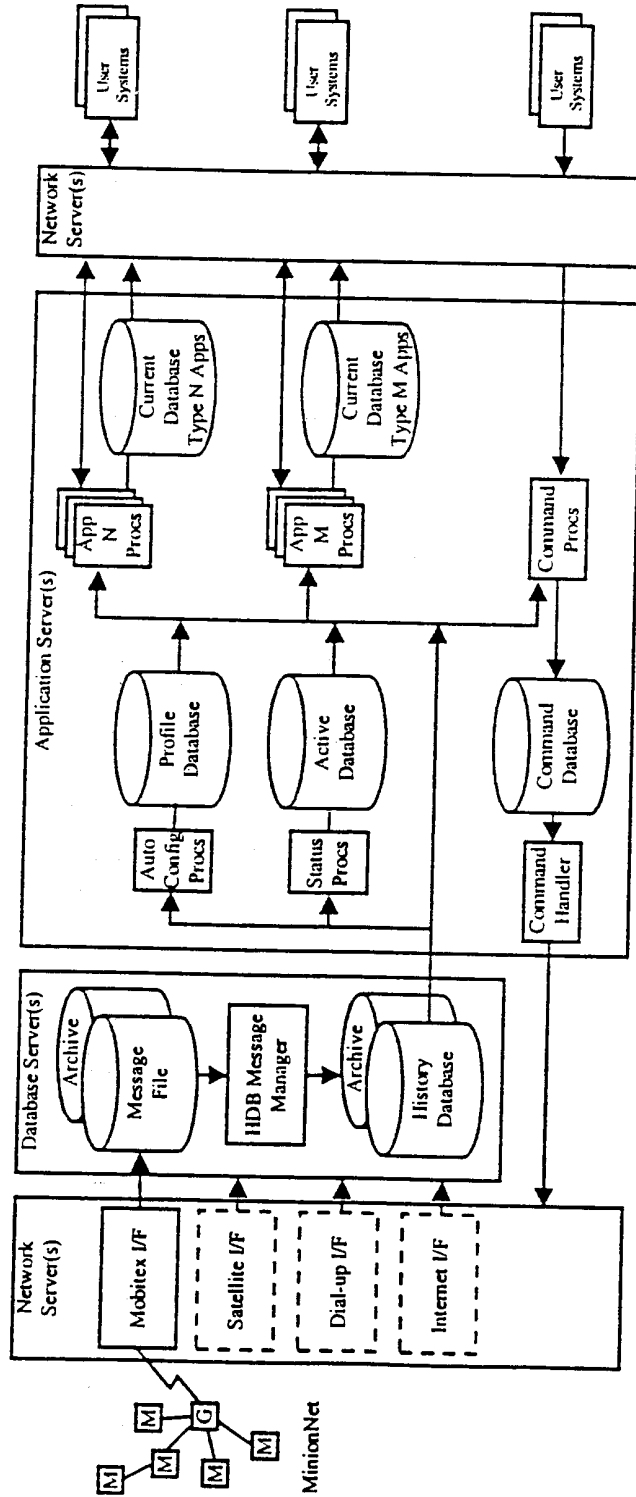 MinionNet
M
M
M
M
M
G
Network
Server(s)
Mobitex I/F
Satellite I/F
Dial-up I/F
Internet I/F
Database Server(s)
Archive
Message
File
HDB Message
Manager
Archive
History
Database
Application Server(s)
Auto
Config
Procs
Profile
Database
Status
Procs
Active
Database
Command
Handler
Command
Database
Command
Procs
App
N
Procs
Current
Database
Type N Apps
App
M
Procs
Current
Database
Type M Apps
Network
Server(s)
User
Systems
User
Systems
User
Systems